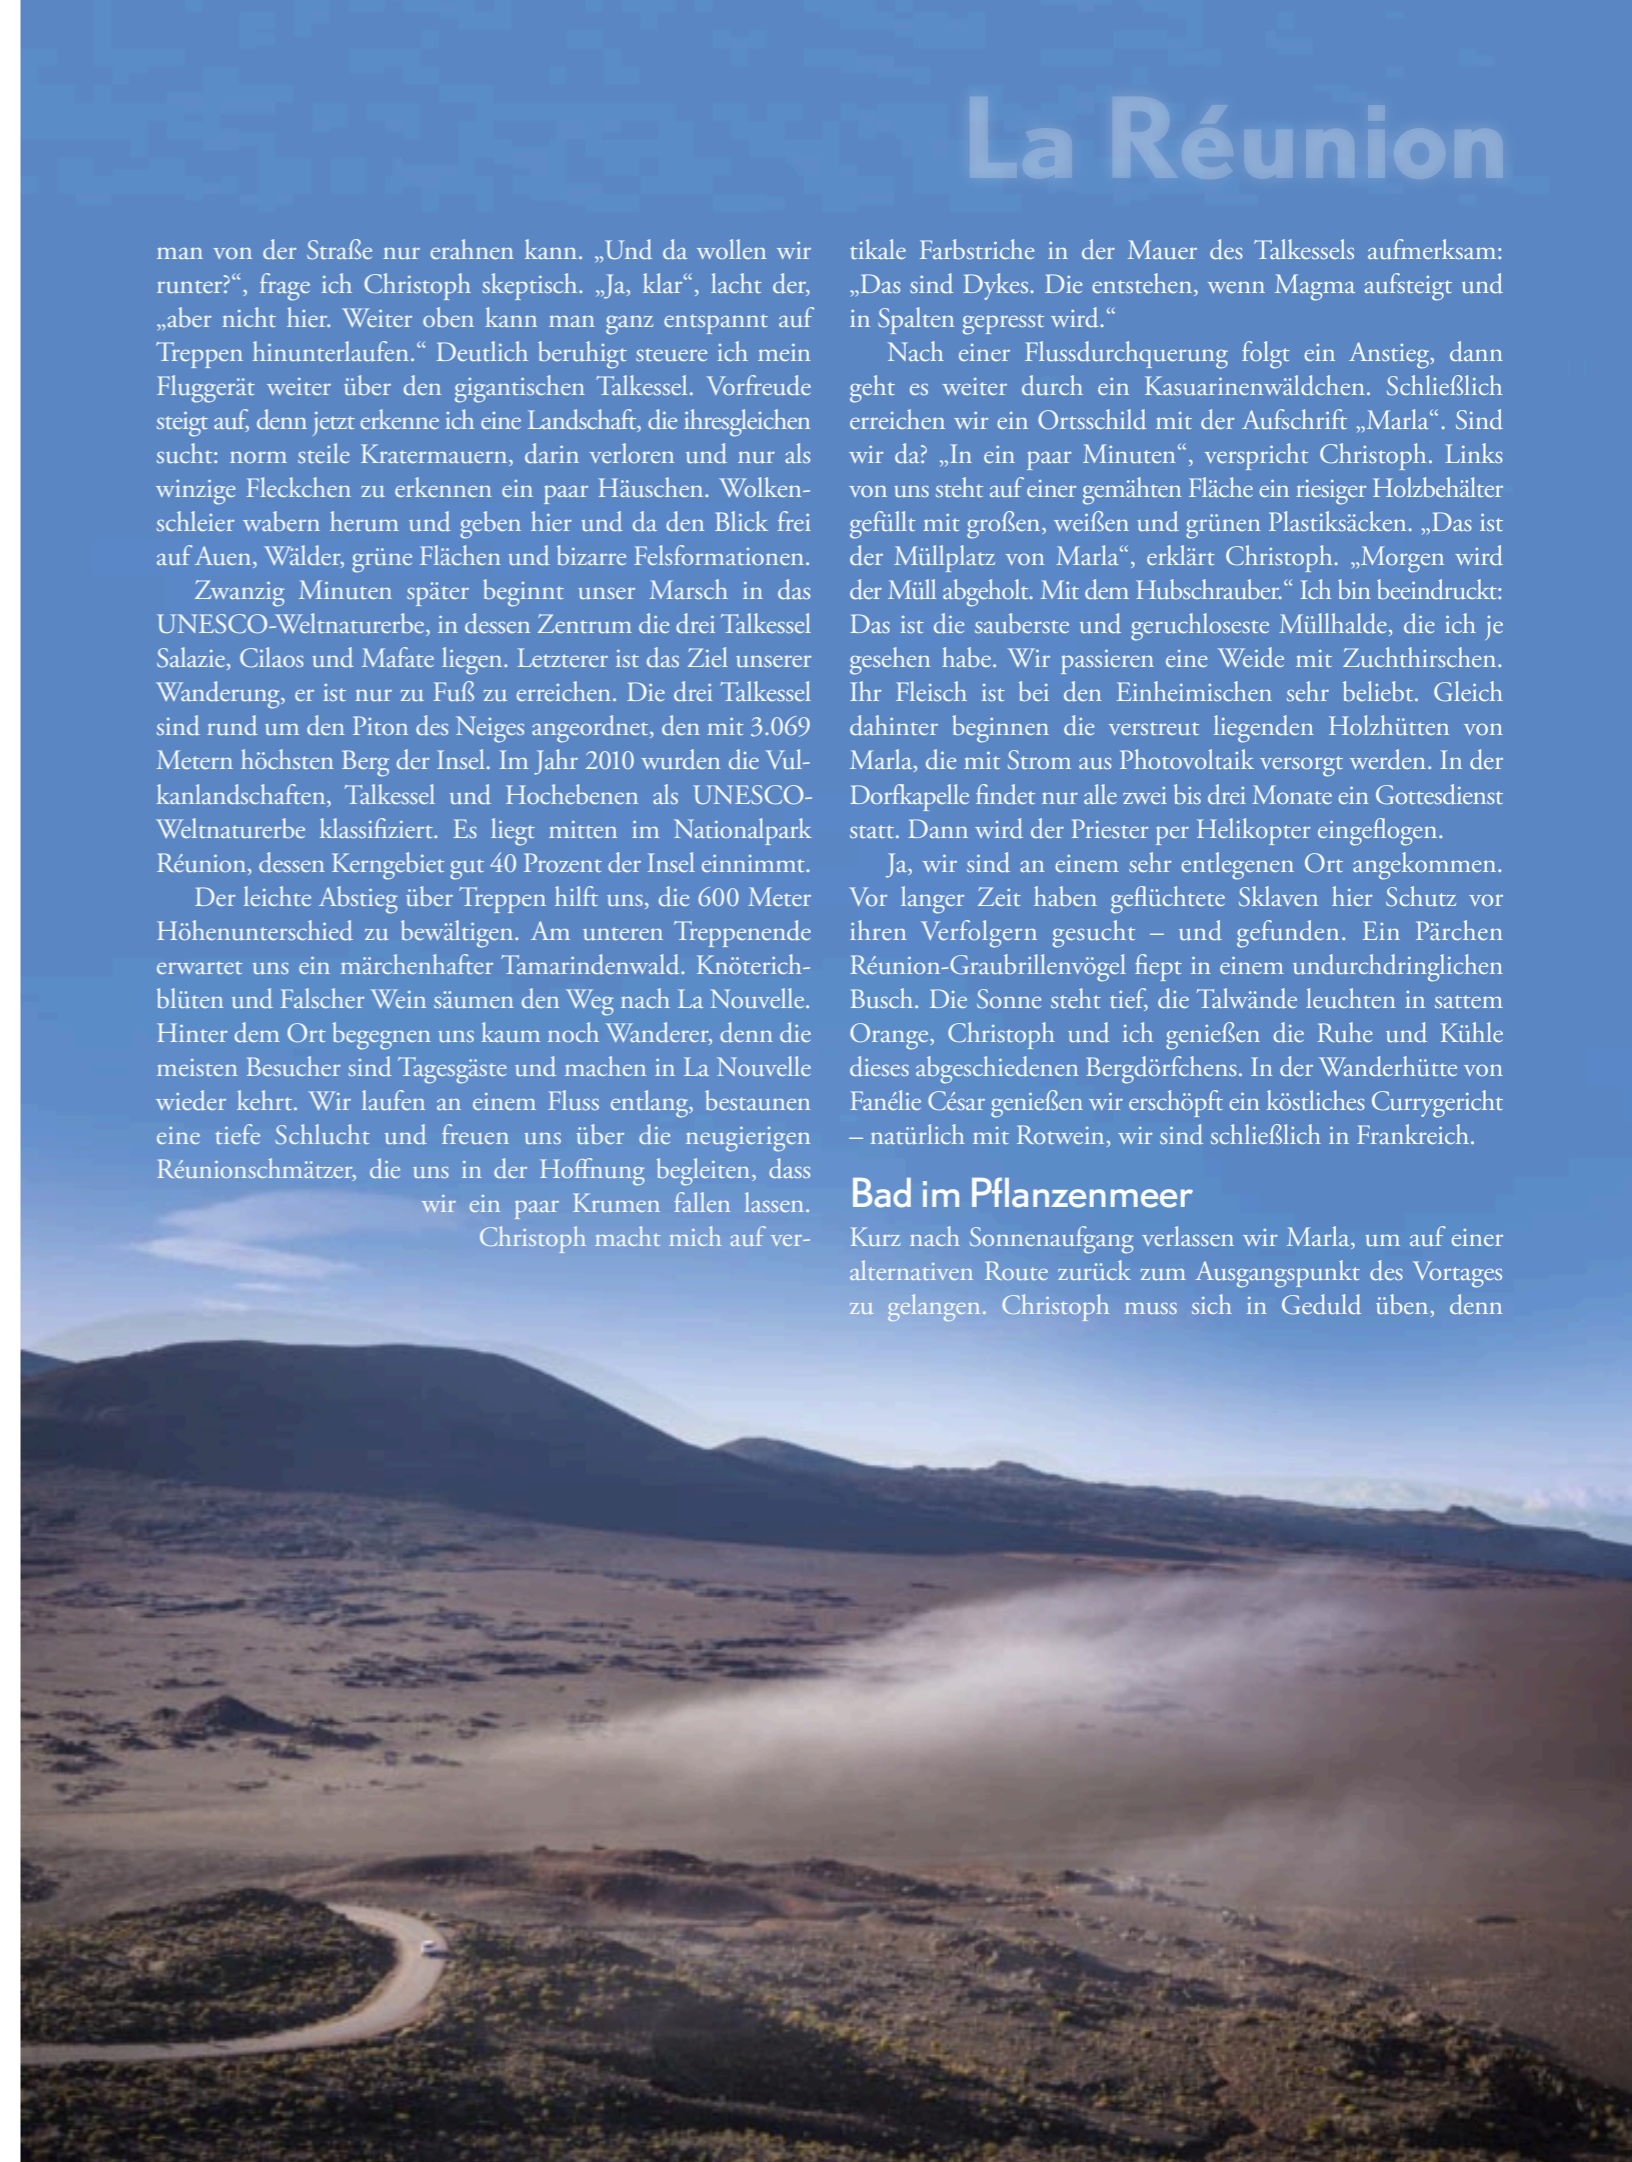 La Réunion
man von der Straße nur erahnen kann. „Und da wollen wir
runter?“, frage ich Christoph skeptisch. „Ja, klar“, lacht der,
„aber nicht hier. Weiter oben kann man ganz entspannt auf
Treppen hinunterlaufen.“ Deutlich beruhigt steuere ich mein
Fluggerät weiter über den gigantischen Talkessel. Vorfreude
steigt auf, denn jetzt erkenne ich eine Landschaft, die ihresgleichen
sucht: norm steile Kratermauern, darin verloren und nur als
winzige Fleckchen zu erkennen ein paar Häuschen. Wolken-
schleier wabern herum und geben hier und da den Blick frei
auf Auen, Wälder, grüne Flächen und bizarre Felsformationen.
Zwanzig Minuten später beginnt unser Marsch in das
UNESCO-Weltnaturerbe, in dessen Zentrum die drei Talkessel
Salazie, Cilaos und Mafate liegen. Letzterer ist das Ziel unserer
Wanderung, er ist nur zu Fuß zu erreichen. Die drei Talkessel
sind rund um den Piton des Neiges angeordnet, den mit 3.069
Metern höchsten Berg der Insel. Im Jahr 2010 wurden die Vul-
kanlandschaften, Talkessel und Hochebenen als UNESCO-
Weltnaturerbe klassifiziert. Es liegt mitten im Nationalpark
Réunion, dessen Kerngebiet gut 40 Prozent der Insel einnimmt.
Der leichte Abstieg über Treppen hilft uns, die 600 Meter
Höhenunterschied zu bewältigen. Am unteren Treppenende
erwartet uns ein märchenhafter Tamarindenwald. Knöterich-
blüten und Falscher Wein säumen den Weg nach La Nouvelle.
Hinter dem Ort begegnen uns kaum noch Wanderer, denn die
meisten Besucher sind Tagesgäste und machen in La Nouvelle
wieder kehrt. Wir laufen an einem Fluss entlang, bestaunen
eine tiefe Schlucht und freuen uns über die neugierigen
Réunionschmätzer, die uns in der Hoffnung begleiten, dass
wir ein paar Krumen fallen lassen.
Christoph macht mich auf ver-
tikale Farbstriche in der Mauer des Talkessels aufmerksam:
„Das sind Dykes. Die entstehen, wenn Magma aufsteigt und
in Spalten gepresst wird.“
Nach einer Flussdurchquerung folgt ein Anstieg, dann
geht es weiter durch ein Kasuarinenwäldchen. Schließlich
erreichen wir ein Ortsschild mit der Aufschrift „Marla“. Sind
wir da? „In ein paar Minuten“, verspricht Christoph. Links
von uns steht auf einer gemähten Fläche ein riesiger Holzbehälter
gefüllt mit großen, weißen und grünen Plastiksäcken. „Das ist
der Müllplatz von Marla“, erklärt Christoph. „Morgen wird
der Müll abgeholt. Mit dem Hubschrauber.“ Ich bin beeindruckt:
Das ist die sauberste und geruchloseste Müllhalde, die ich je
gesehen habe. Wir passieren eine Weide mit Zuchthirschen.
Ihr Fleisch ist bei den Einheimischen sehr beliebt. Gleich
dahinter beginnen die verstreut liegenden Holzhütten von
Marla, die mit Strom aus Photovoltaik versorgt werden. In der
Dorfkapelle findet nur alle zwei bis drei Monate ein Gottesdienst
statt. Dann wird der Priester per Helikopter eingeflogen.
Ja, wir sind an einem sehr entlegenen Ort angekommen.
Vor langer Zeit haben geflüchtete Sklaven hier Schutz vor
ihren Verfolgern gesucht – und gefunden. Ein Pärchen
Réunion-Graubrillenvögel fiept in einem undurchdringlichen
Busch. Die Sonne steht tief, die Talwände leuchten in sattem
Orange, Christoph und ich genießen die Ruhe und Kühle
dieses abgeschiedenen Bergdörfchens. In der Wanderhütte von
Fanélie César genießen wir erschöpft ein köstliches Currygericht
– natürlich mit Rotwein, wir sind schließlich in Frankreich.
Bad im Pflanzenmeer
Kurz nach Sonnenaufgang verlassen wir Marla, um auf einer
alternativen Route zurück zum Ausgangspunkt des Vortages
zu gelangen. Christoph muss sich in Geduld üben, denn